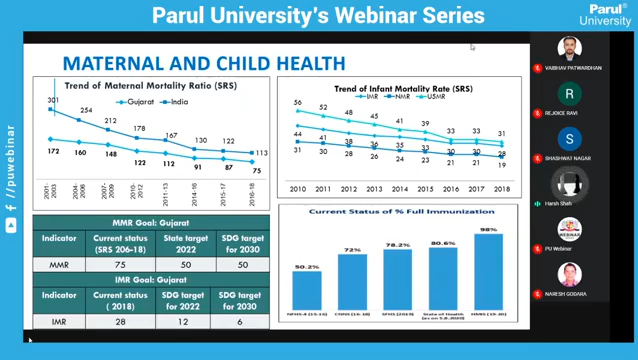 Parul University's Webinar Series
Parul®
University
MATERNAL AND CHILD HEALTH
Trend of Maternal Mortality Ratio (SRS)
Gujarat India
301
254
212
178
167
130
122
113
172
160
148
122
112
91
87
75
2001-2003
2004-2006
2007-2009
2010-2012
2011-13
2014-16
2015-17
2016-18
Trend of Infant Mortality Rate (SRS)
IMR NMR U5MR
56 52 48 45 41 39 33 33 31
44 41 38 36 35 33 30 30 28
31 30 28 26 24 23 21 21 19
2010 2011 2012 2013 2014 2015 2016 2017 2018
MMR Goal: Gujarat
Indicator Current status (SRS 206-18) State target 2022 SDG target for 2030
MMR 75 50 50
IMR Goal: Gujarat
Indicator Current status (2018) SDG target for 2022 SDG target for 2030
IMR 28 12 6
Current Status of % Full Immunization
50.2%
72%
78.2%
80.6%
98%
VAIBHAV PATWARDHAN
R
REJOICE RAVI
S
SHASHWAT NAGAR
Harsh Shah
WEBINAR
PU Webinar
NARESH GODARA
/puwebinar